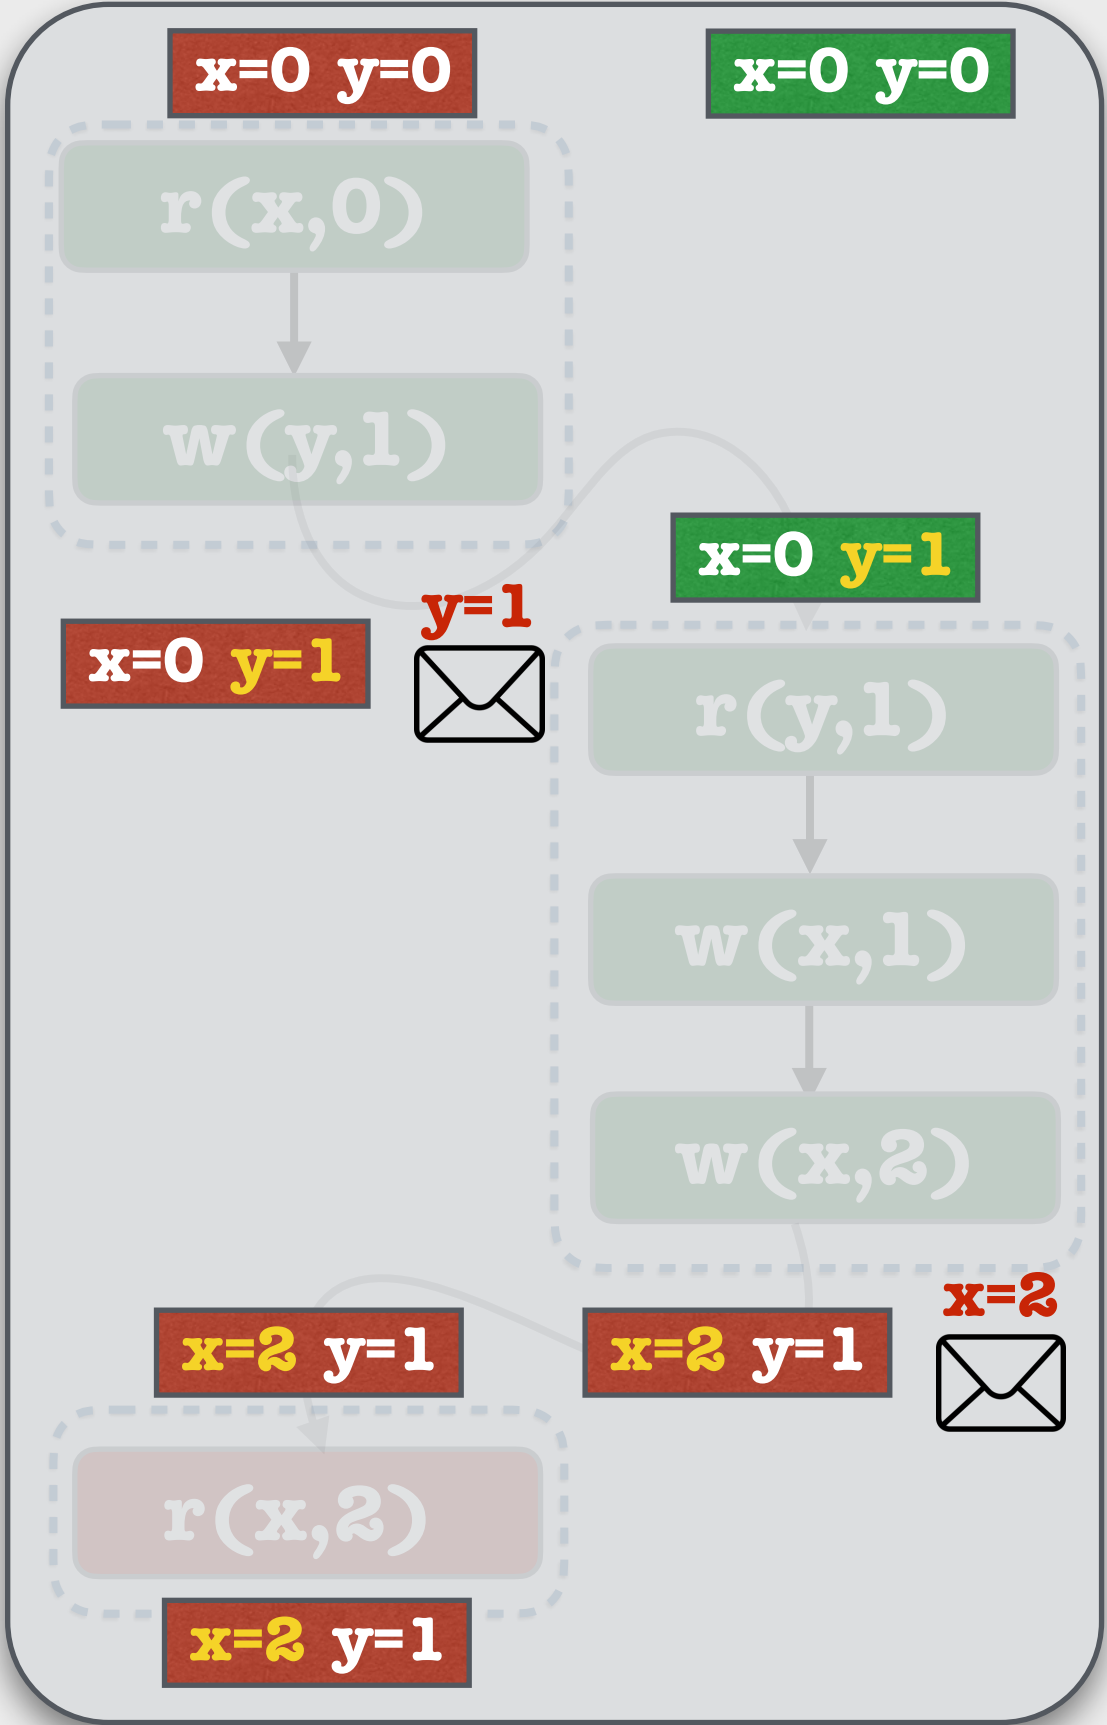 x=0 y=0
x=0 y=0
r(x,0)
w(y,1)
x=0 y=1
y=1
x=0 y=1
r(y,1)
w(x,1)
w(x,2)
x=2
x=2 y=1
x=2 y=1
r(x,2)
x=2 y=1